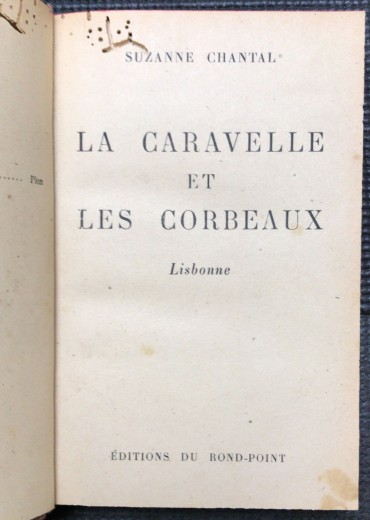 SUZANNE CHANTAL
LA CARAVELLE
ET
LES CORBEAUX
Lisbonne
ÉDITIONS DU ROND-POINT
...... Plon